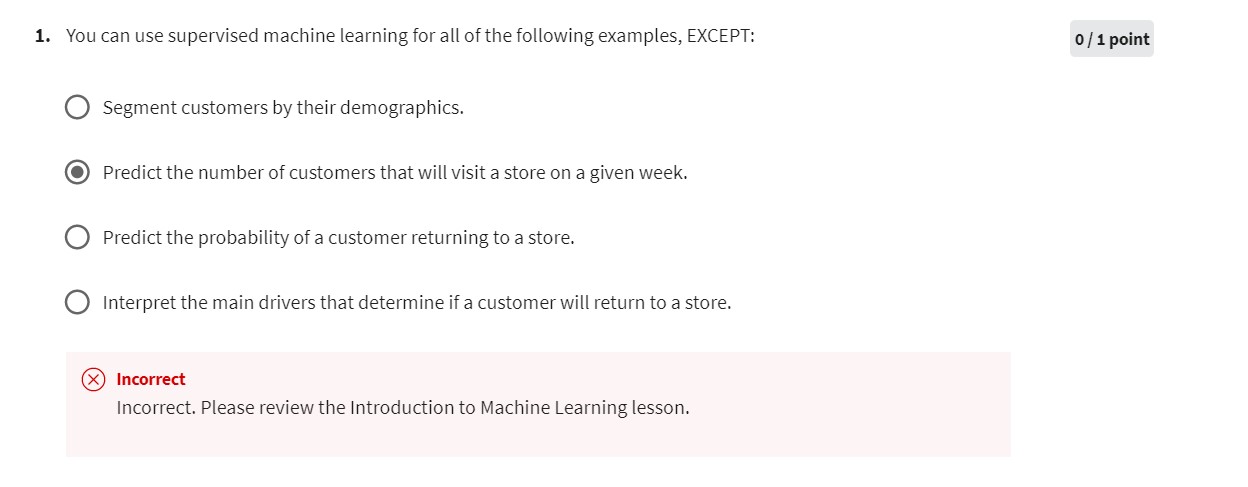 1. You can use supervised machine learning for all of the following examples, EXCEPT:
0 / 1 point
Segment customers by their demographics.
Predict the number of customers that will visit a store on a given week.
Predict the probability of a customer returning to a store.
Interpret the main drivers that determine if a customer will return to a store.
Incorrect
Incorrect. Please review the Introduction to Machine Learning lesson.